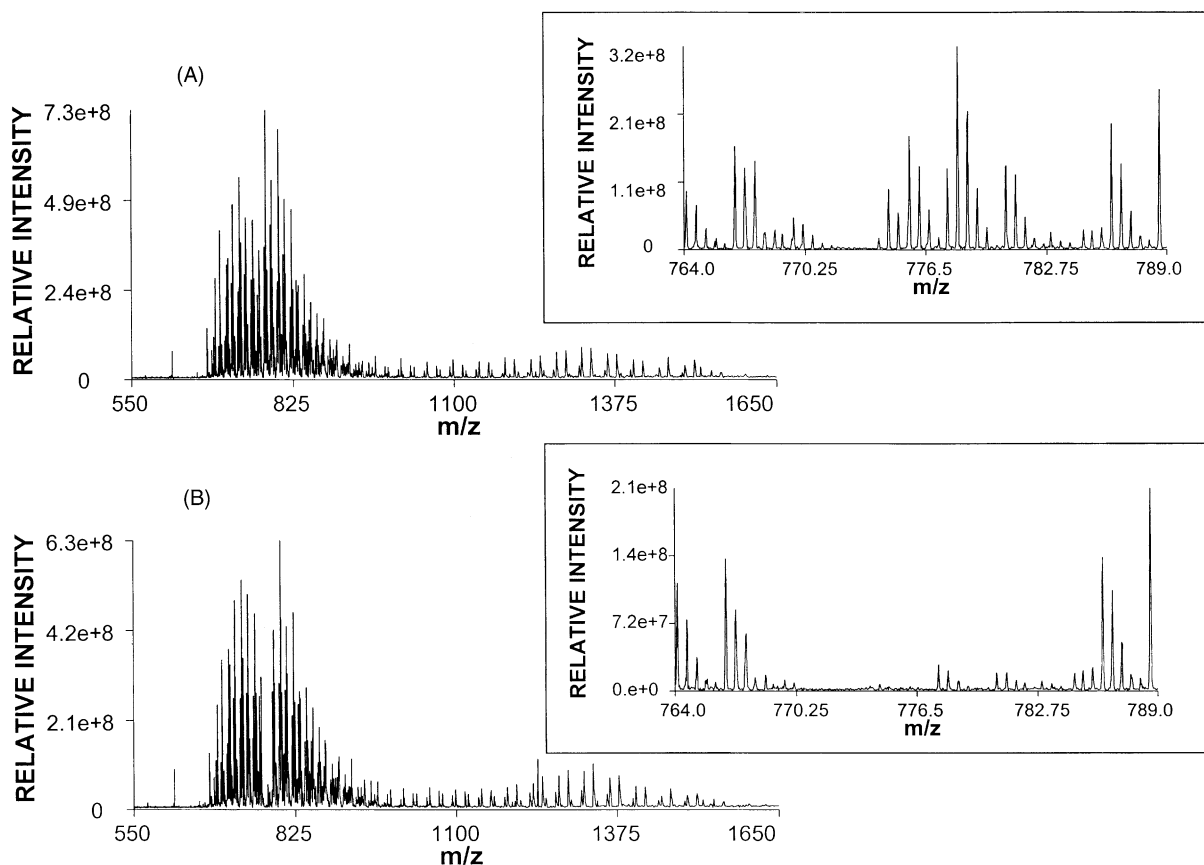 (A)
RELATIVE INTENSITY
7.3e+8
4.9e+8
2.4e+8
0
550 825 1100 1375 1650
m/z
RELATIVE INTENSITY
3.2e+8
2.1e+8
1.1e+8
0
764.0 770.25 776.5 782.75 789.0
m/z
(B)
RELATIVE INTENSITY
6.3e+8
4.2e+8
2.1e+8
0
550 825 1100 1375 1650
m/z
RELATIVE INTENSITY
2.1e+8
1.4e+8
7.2e+7
0.e+0
764.0 770.25 776.5 782.75 789.0
m/z